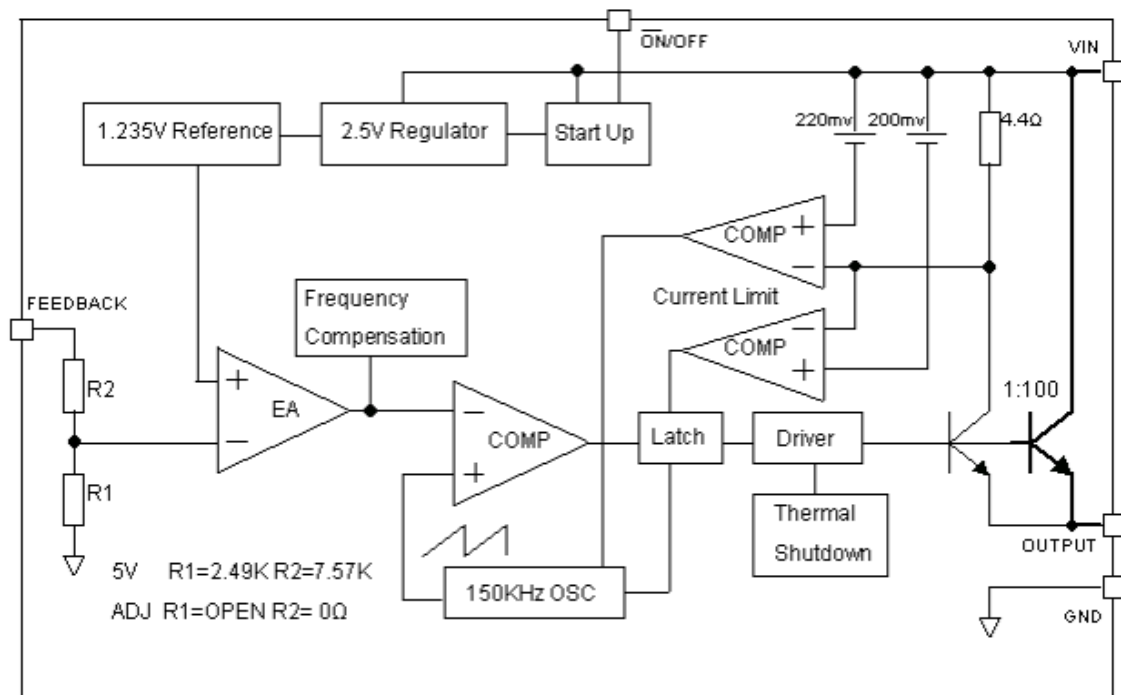 ON/OFF
VIN
1.235V Reference
2.5V Regulator
Start Up
220mv
200mv
4.4Ω
+
COMP
−
FEEDBACK
Frequency
Compensation
Current Limit
−
COMP
+
R2
+
EA
−
−
COMP
+
1:100
Latch
Driver
R1
Thermal
Shutdown
OUTPUT
5V R1=2.49K R2=7.57K
150KHz OSC
ADJ R1=OPEN R2= 0Ω
GND